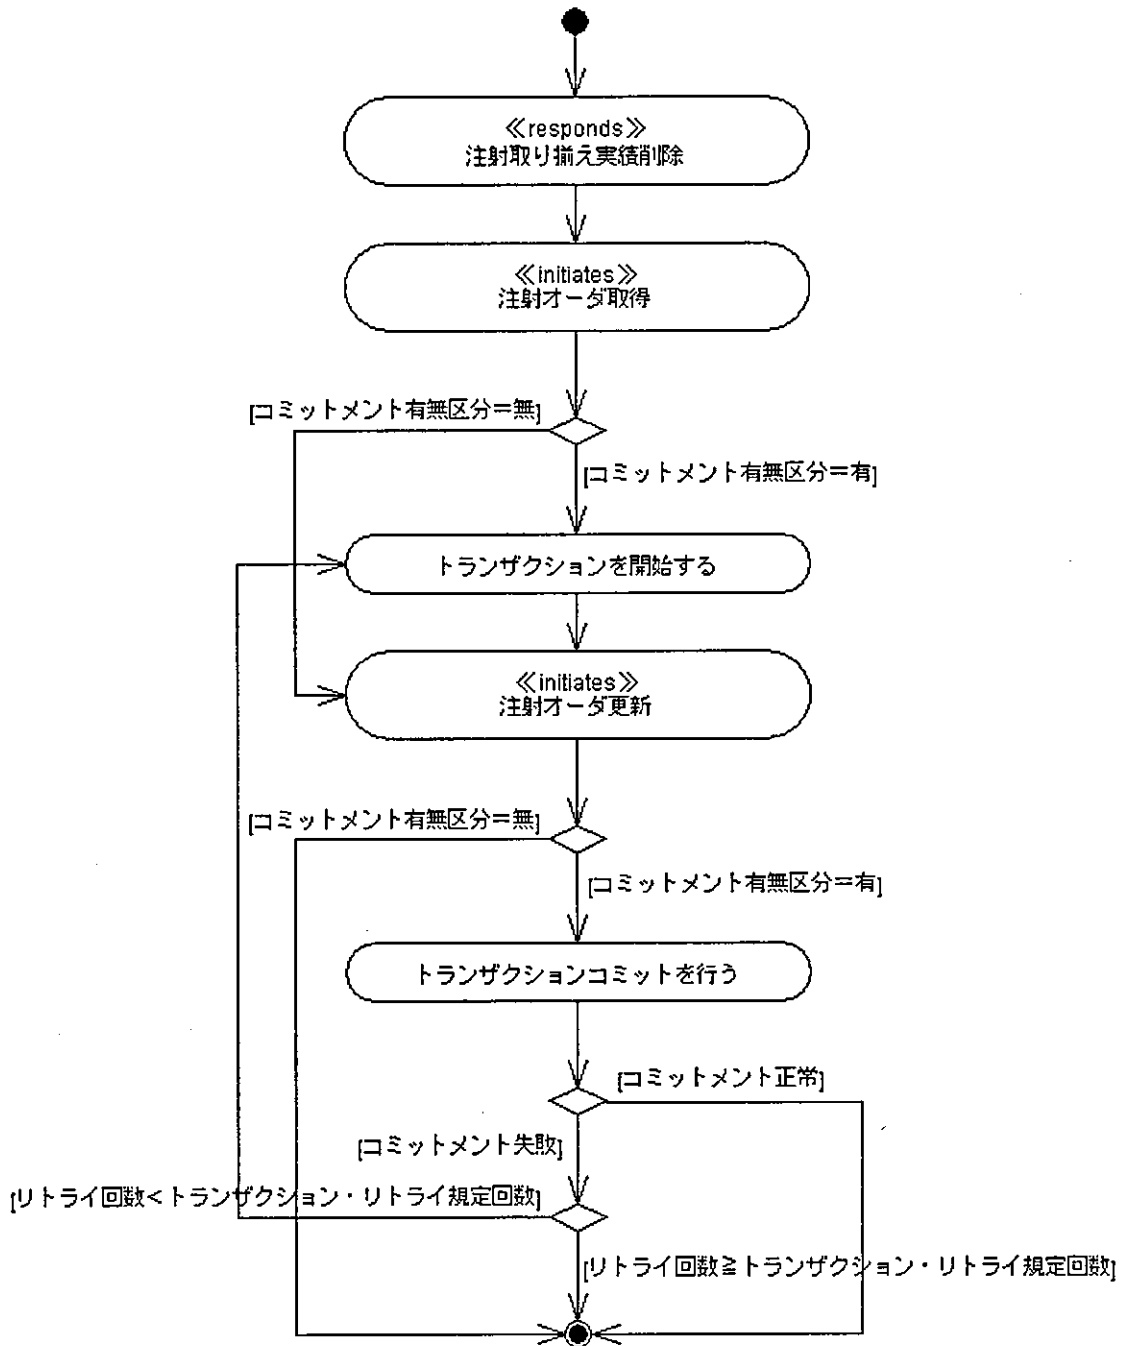 ≪responds≫
注射取り揃え実績削除
≪initiates≫
注射オーダ取得
[コミットメント有無区分＝無]
[コミットメント有無区分＝有]
トランザクションを開始する
≪initiates≫
注射オーダ更新
[コミットメント有無区分＝無]
[コミットメント有無区分＝有]
トランザクションコミットを行う
[コミットメント正常]
[コミットメント失敗]
[リトライ回数＜トランザクション・リトライ規定回数]
[リトライ回数≧トランザクション・リトライ規定回数]